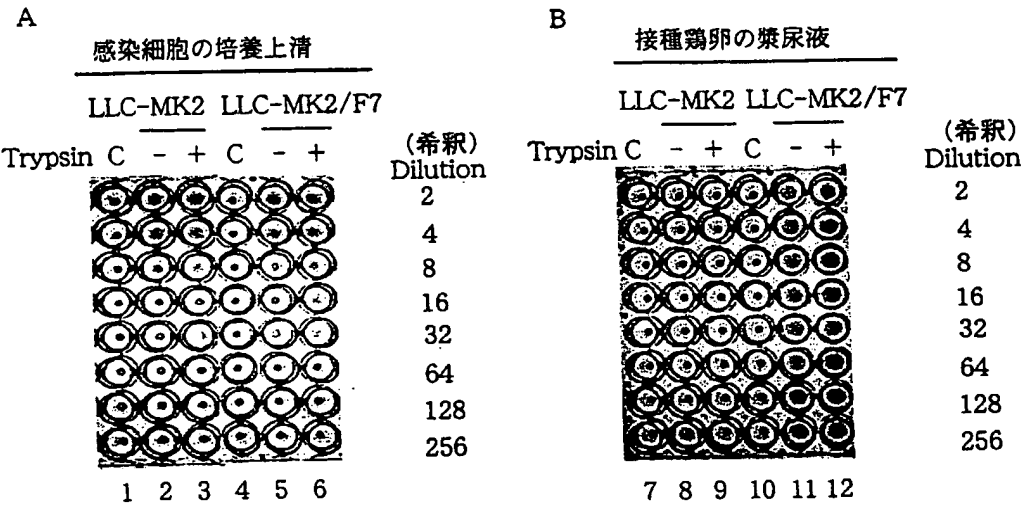 A
感染細胞の培養上清
LLC-MK2 LLC-MK2/F7
Trypsin C - + C - +
(希釈)
Dilution
2
4
8
16
32
64
128
256
1 2 3 4 5 6
B
接種鶏卵の漿尿液
LLC-MK2 LLC-MK2/F7
Trypsin C - + C - +
(希釈)
Dilution
2
4
8
16
32
64
128
256
7 8 9 10 11 12